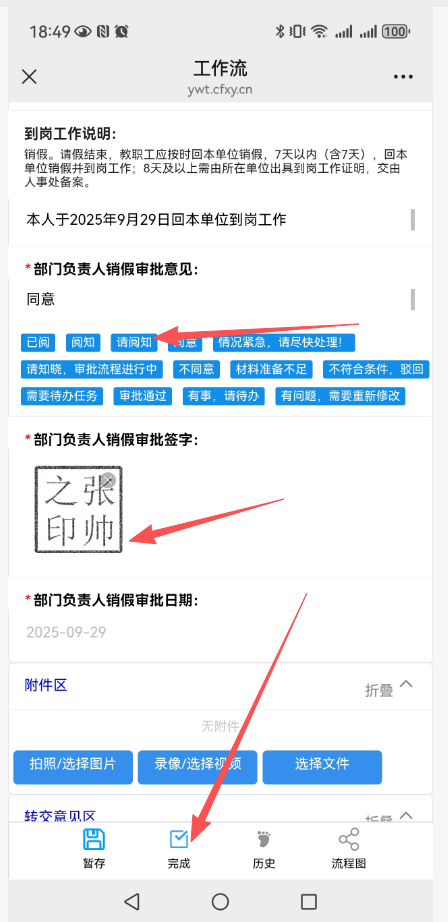 18:49
100
工作流
ywt.cfxy.cn
到岗工作说明：
销假。请假结束，教职工应按时回本单位销假，7天以内（含7天），回本
单位销假并到岗工作；8天及以上需由所在单位出具到岗工作证明，交由
人事处备案。
本人于2025年9月29日回本单位到岗工作
*部门负责人销假审批意见：
同意
已阅 阅知 请阅知 同意 情况紧急，请尽快处理！
请知晓，审批流程进行中 不同意 材料准备不足 不符合条件，驳回
需要待办任务 审批通过 有事，请待办 有问题，需要重新修改
*部门负责人销假审批签字：
之张
印帅
*部门负责人销假审批日期：
2025-09-29
附件区 折叠
无附件
拍照/选择图片 录像/选择视频 选择文件
转交意见区 折叠
暂存 完成 历史 流程图